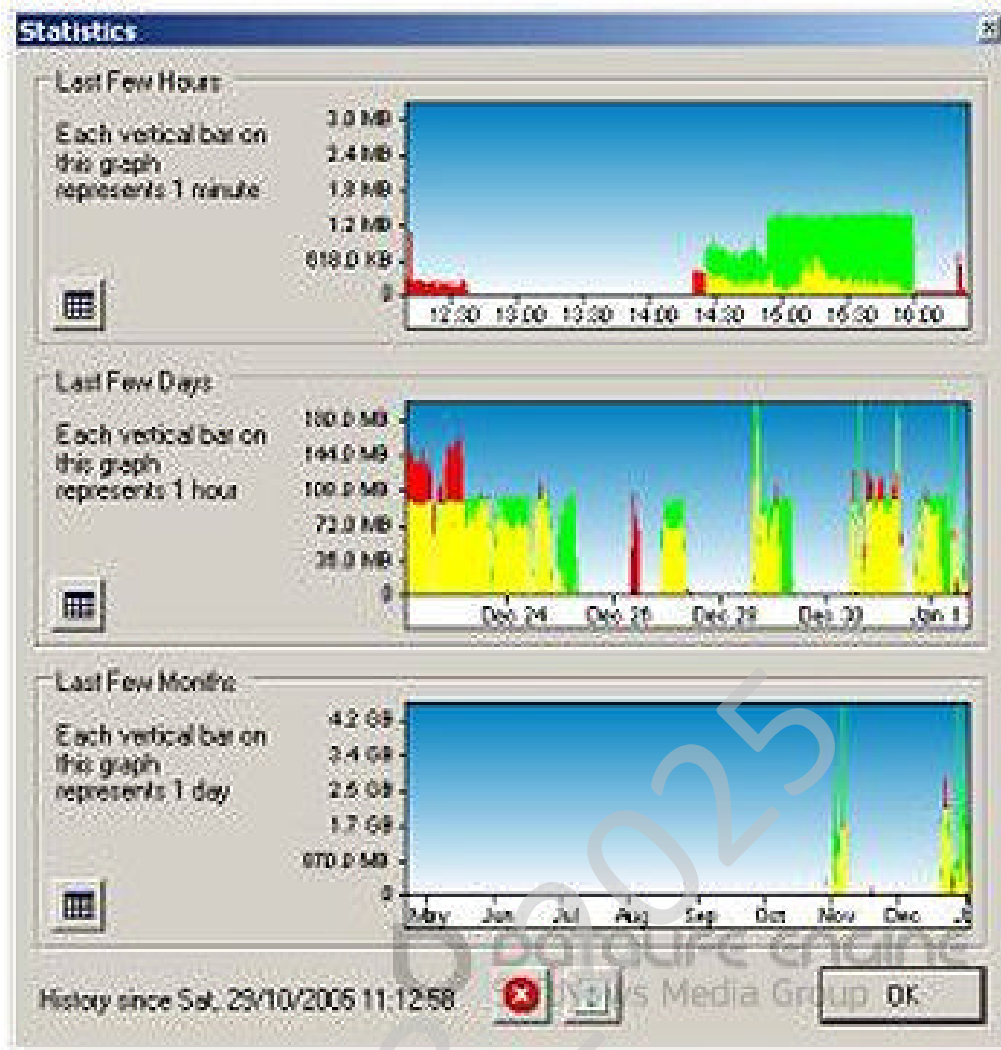 Statistics
Last Few Hours
Each vertical bar on
this graph
represents 1 minute
3.0 MB
2.4 MB
1.8 MB
1.2 MB
618.0 KB
0
12:30 13:00 13:30 14:00 14:30 15:00 15:30 16:00
Last Few Days
Each vertical bar on
this graph
represents 1 hour
180.0 MB
144.0 MB
108.0 MB
72.0 MB
36.0 MB
0
Dec 24 Dec 26 Dec 29 Dec 30 Jan 1
Last Few Months
Each vertical bar on
this graph
represents 1 day
4.2 GB
3.4 GB
2.5 GB
1.7 GB
870.0 MB
0
May Jun Jul Aug Sep Oct Nov Dec
History since Sat, 29/10/2005 11:12:58
OK
2025
DATALIFE ENGINE
Media Group